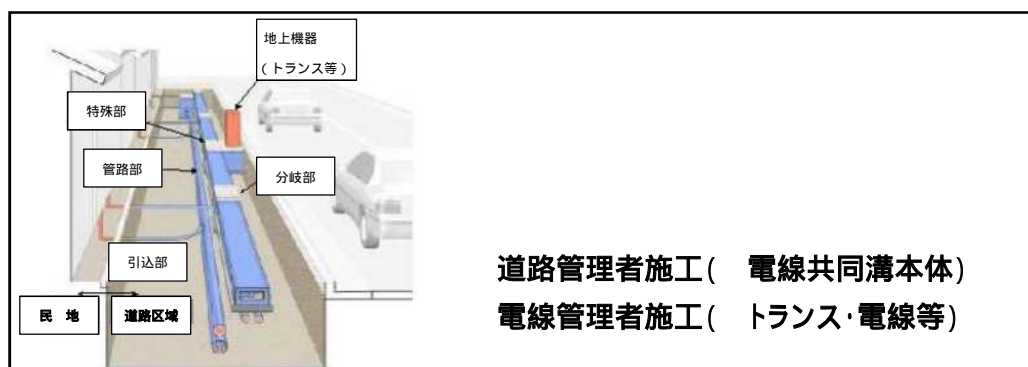 地上機器
(トランス等)
特殊部
管路部
分岐部
引込部
民 地
道路区域
道路管理者施工( 電線共同溝本体)
電線管理者施工( トランス・電線等)